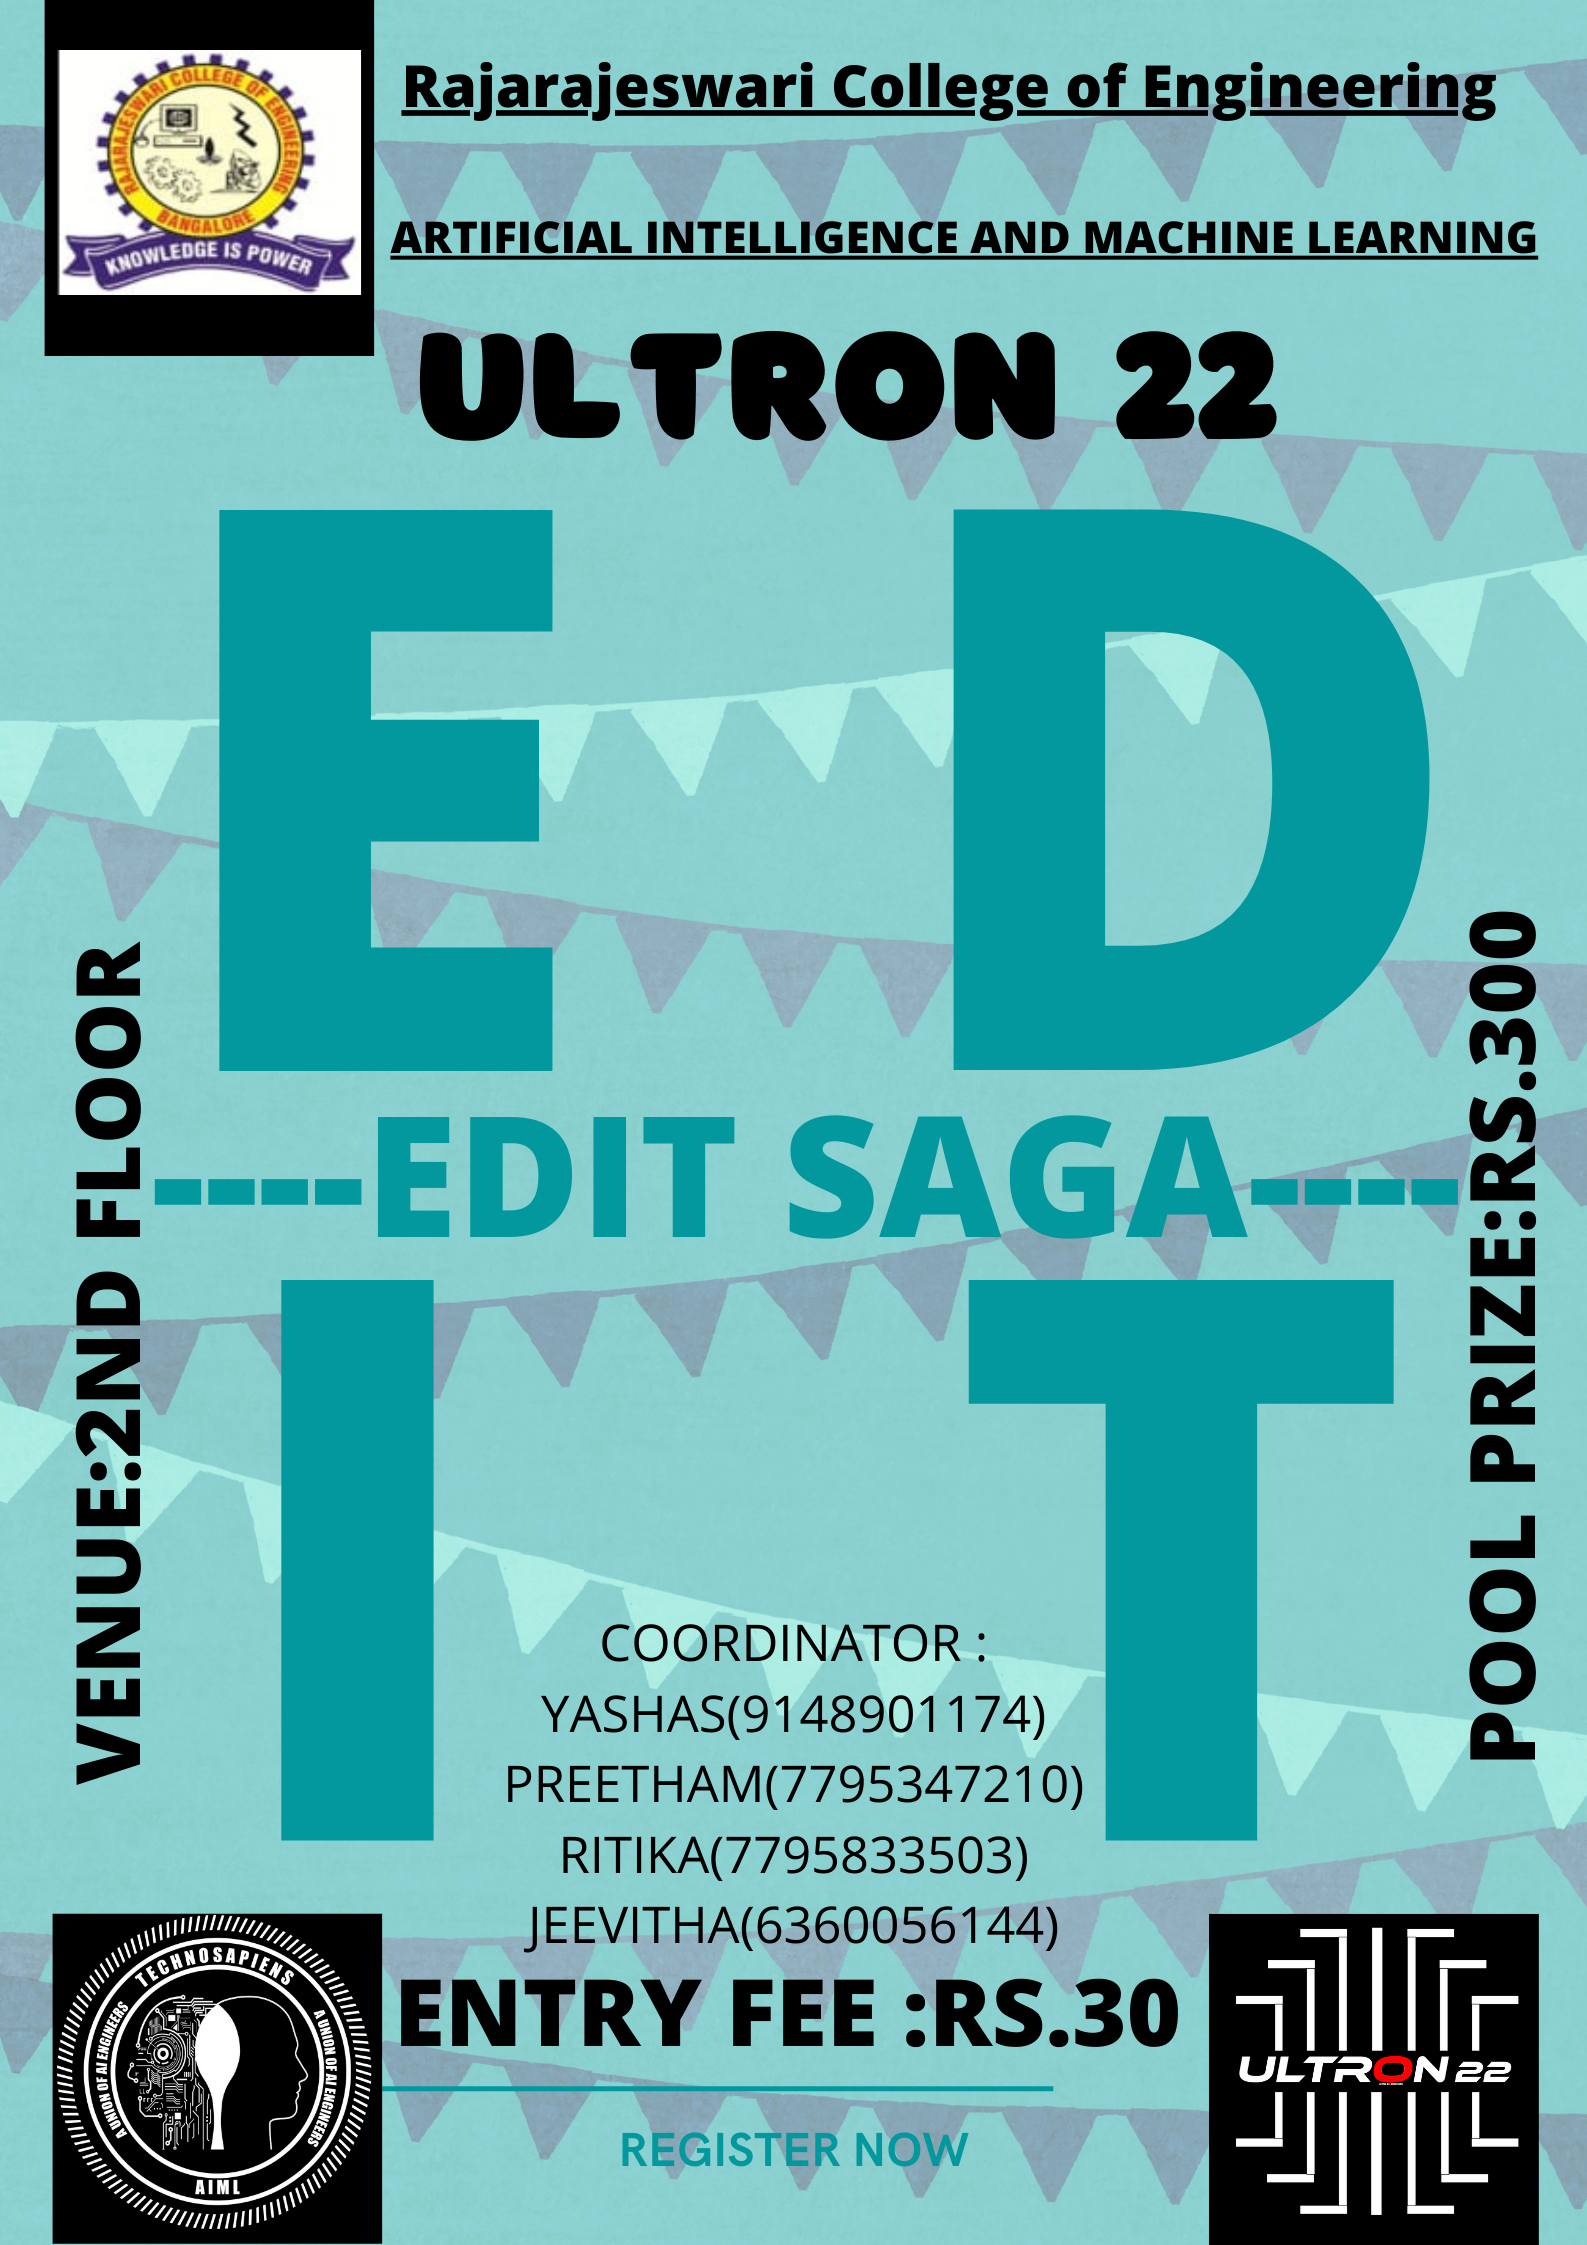 RAJARAJESWARI COLLEGE OF ENGINEERING
BANGALORE
KNOWLEDGE IS POWER
Rajarajeswari College of Engineering
ARTIFICIAL INTELLIGENCE AND MACHINE LEARNING
ULTRON 22
E D
VENUE:2ND FLOOR
----EDIT SAGA----
POOL PRIZE:RS.300
I T
COORDINATOR :
YASHAS(9148901174)
PREETHAM(7795347210)
RITIKA(7795833503)
JEEVITHA(6360056144)
ENTRY FEE :RS.30
REGISTER NOW
TECHNOSAPIENS
A UNION OF AI ENGINEERS
A UNION OF AI ENGINEERS
AIML
ULTRON 22